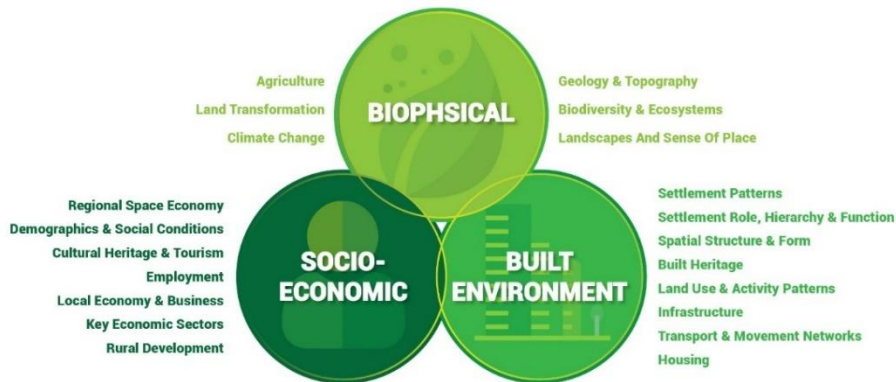 Agriculture
Land Transformation
Climate Change
BIOPHSICAL
Geology & Topography
Biodiversity & Ecosystems
Landscapes And Sense Of Place
Regional Space Economy
Demographics & Social Conditions
Cultural Heritage & Tourism
Employment
Local Economy & Business
Key Economic Sectors
Rural Development
SOCIO-
ECONOMIC
BUILT
ENVIRONMENT
Settlement Patterns
Settlement Role, Hierarchy & Function
Spatial Structure & Form
Built Heritage
Land Use & Activity Patterns
Infrastructure
Transport & Movement Networks
Housing